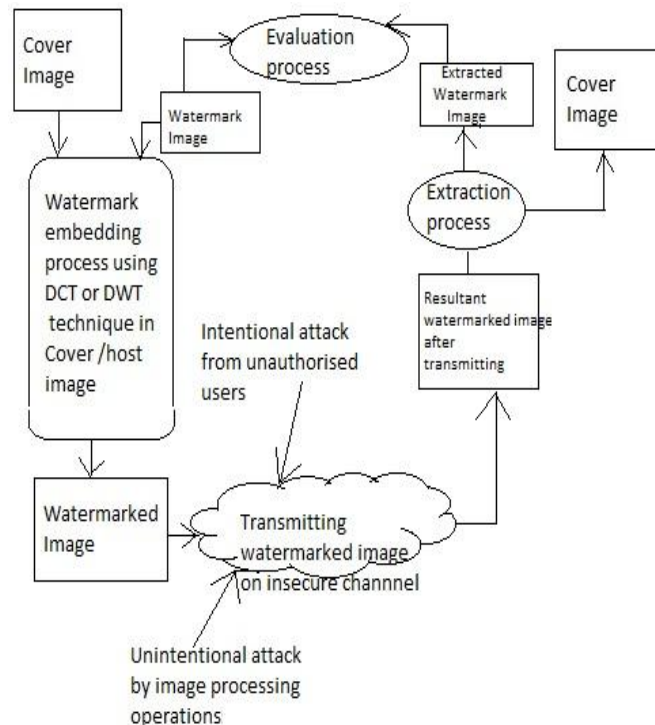 Cover
Image
Evaluation
process
Extracted
Watermark
Image
Cover
Image
Watermark
Image
Watermark
embedding
process using
DCT or DWT
technique in
Cover /host
image
Extraction
process
Resultant
watermarked image
after
transmitting
Intentional attack
from unauthorised
users
Watermarked
Image
Transmitting
watermarked image
on insecure channnel
Unintentional attack
by image processing
operations